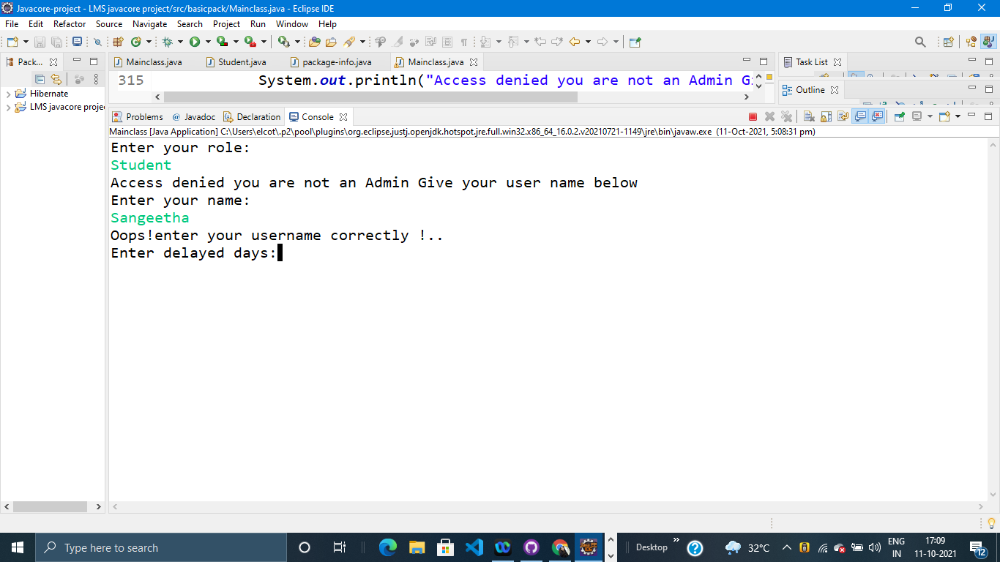 Javacore-project - LMS javacore project/src/basicpack/Mainclass.java - Eclipse IDE
File Edit Refactor Source Navigate Search Project Run Window Help
Pack... Mainclass.java Student.java package-info.java Mainclass.java Task List
315 System.out.println("Access denied you are not an Admin Gi
Hibernate
Outline
LMS javacore proje
Problems @ Javadoc Declaration Console
Mainclass [Java Application] C:\Users\elcot\.p2\pool\plugins\org.eclipse.justj.openjdk.hotspot.jre.full.win32.x86_64_16.0.2.v20210721-1149\jre\bin\javaw.exe (11-Oct-2021, 5:08:31 pm)
Enter your role:
Student
Access denied you are not an Admin Give your user name below
Enter your name:
Sangeetha
Oops!enter your username correctly !..
Enter delayed days:
Type here to search
Desktop
32°C
ENG
IN
17:09
11-10-2021
12